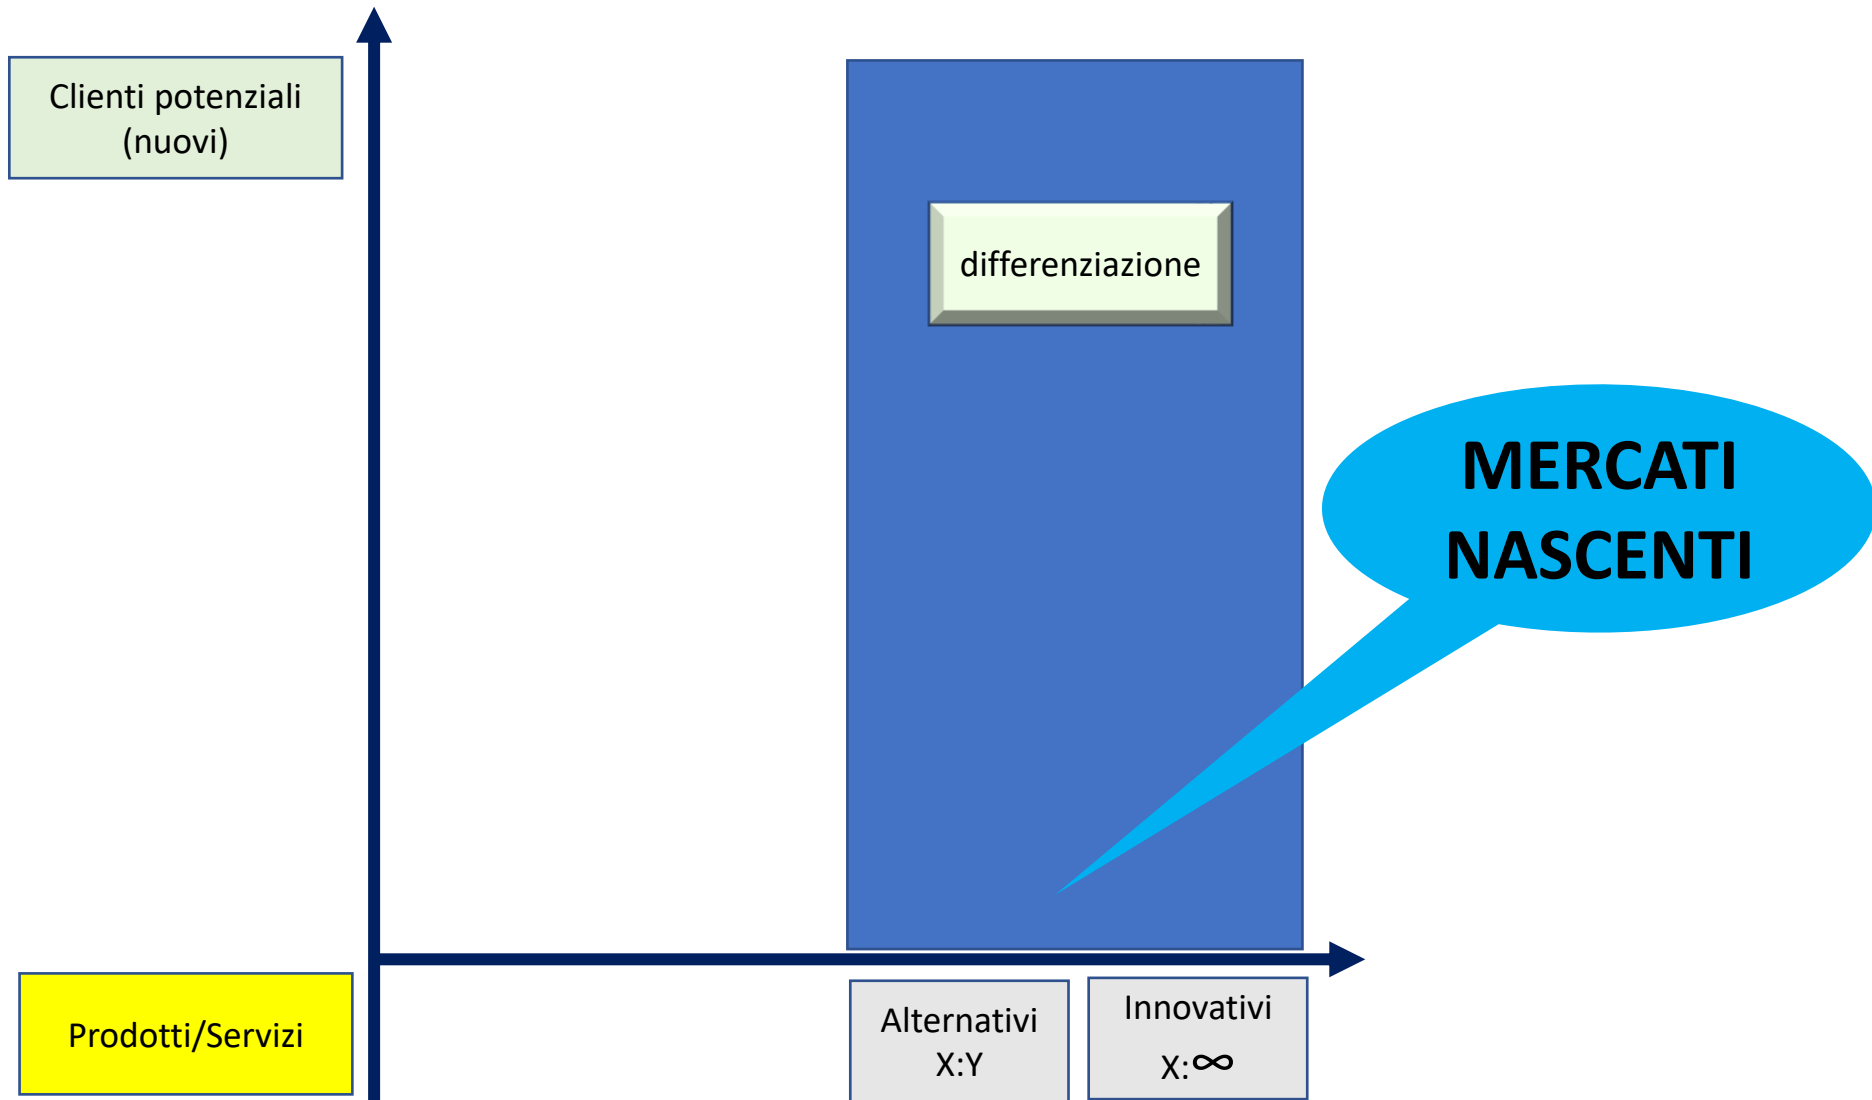 Clienti potenziali
(nuovi)
differenziazione
MERCATI
NASCENTI
Prodotti/Servizi
Alternativi
X:Y
Innovativi
X:∞